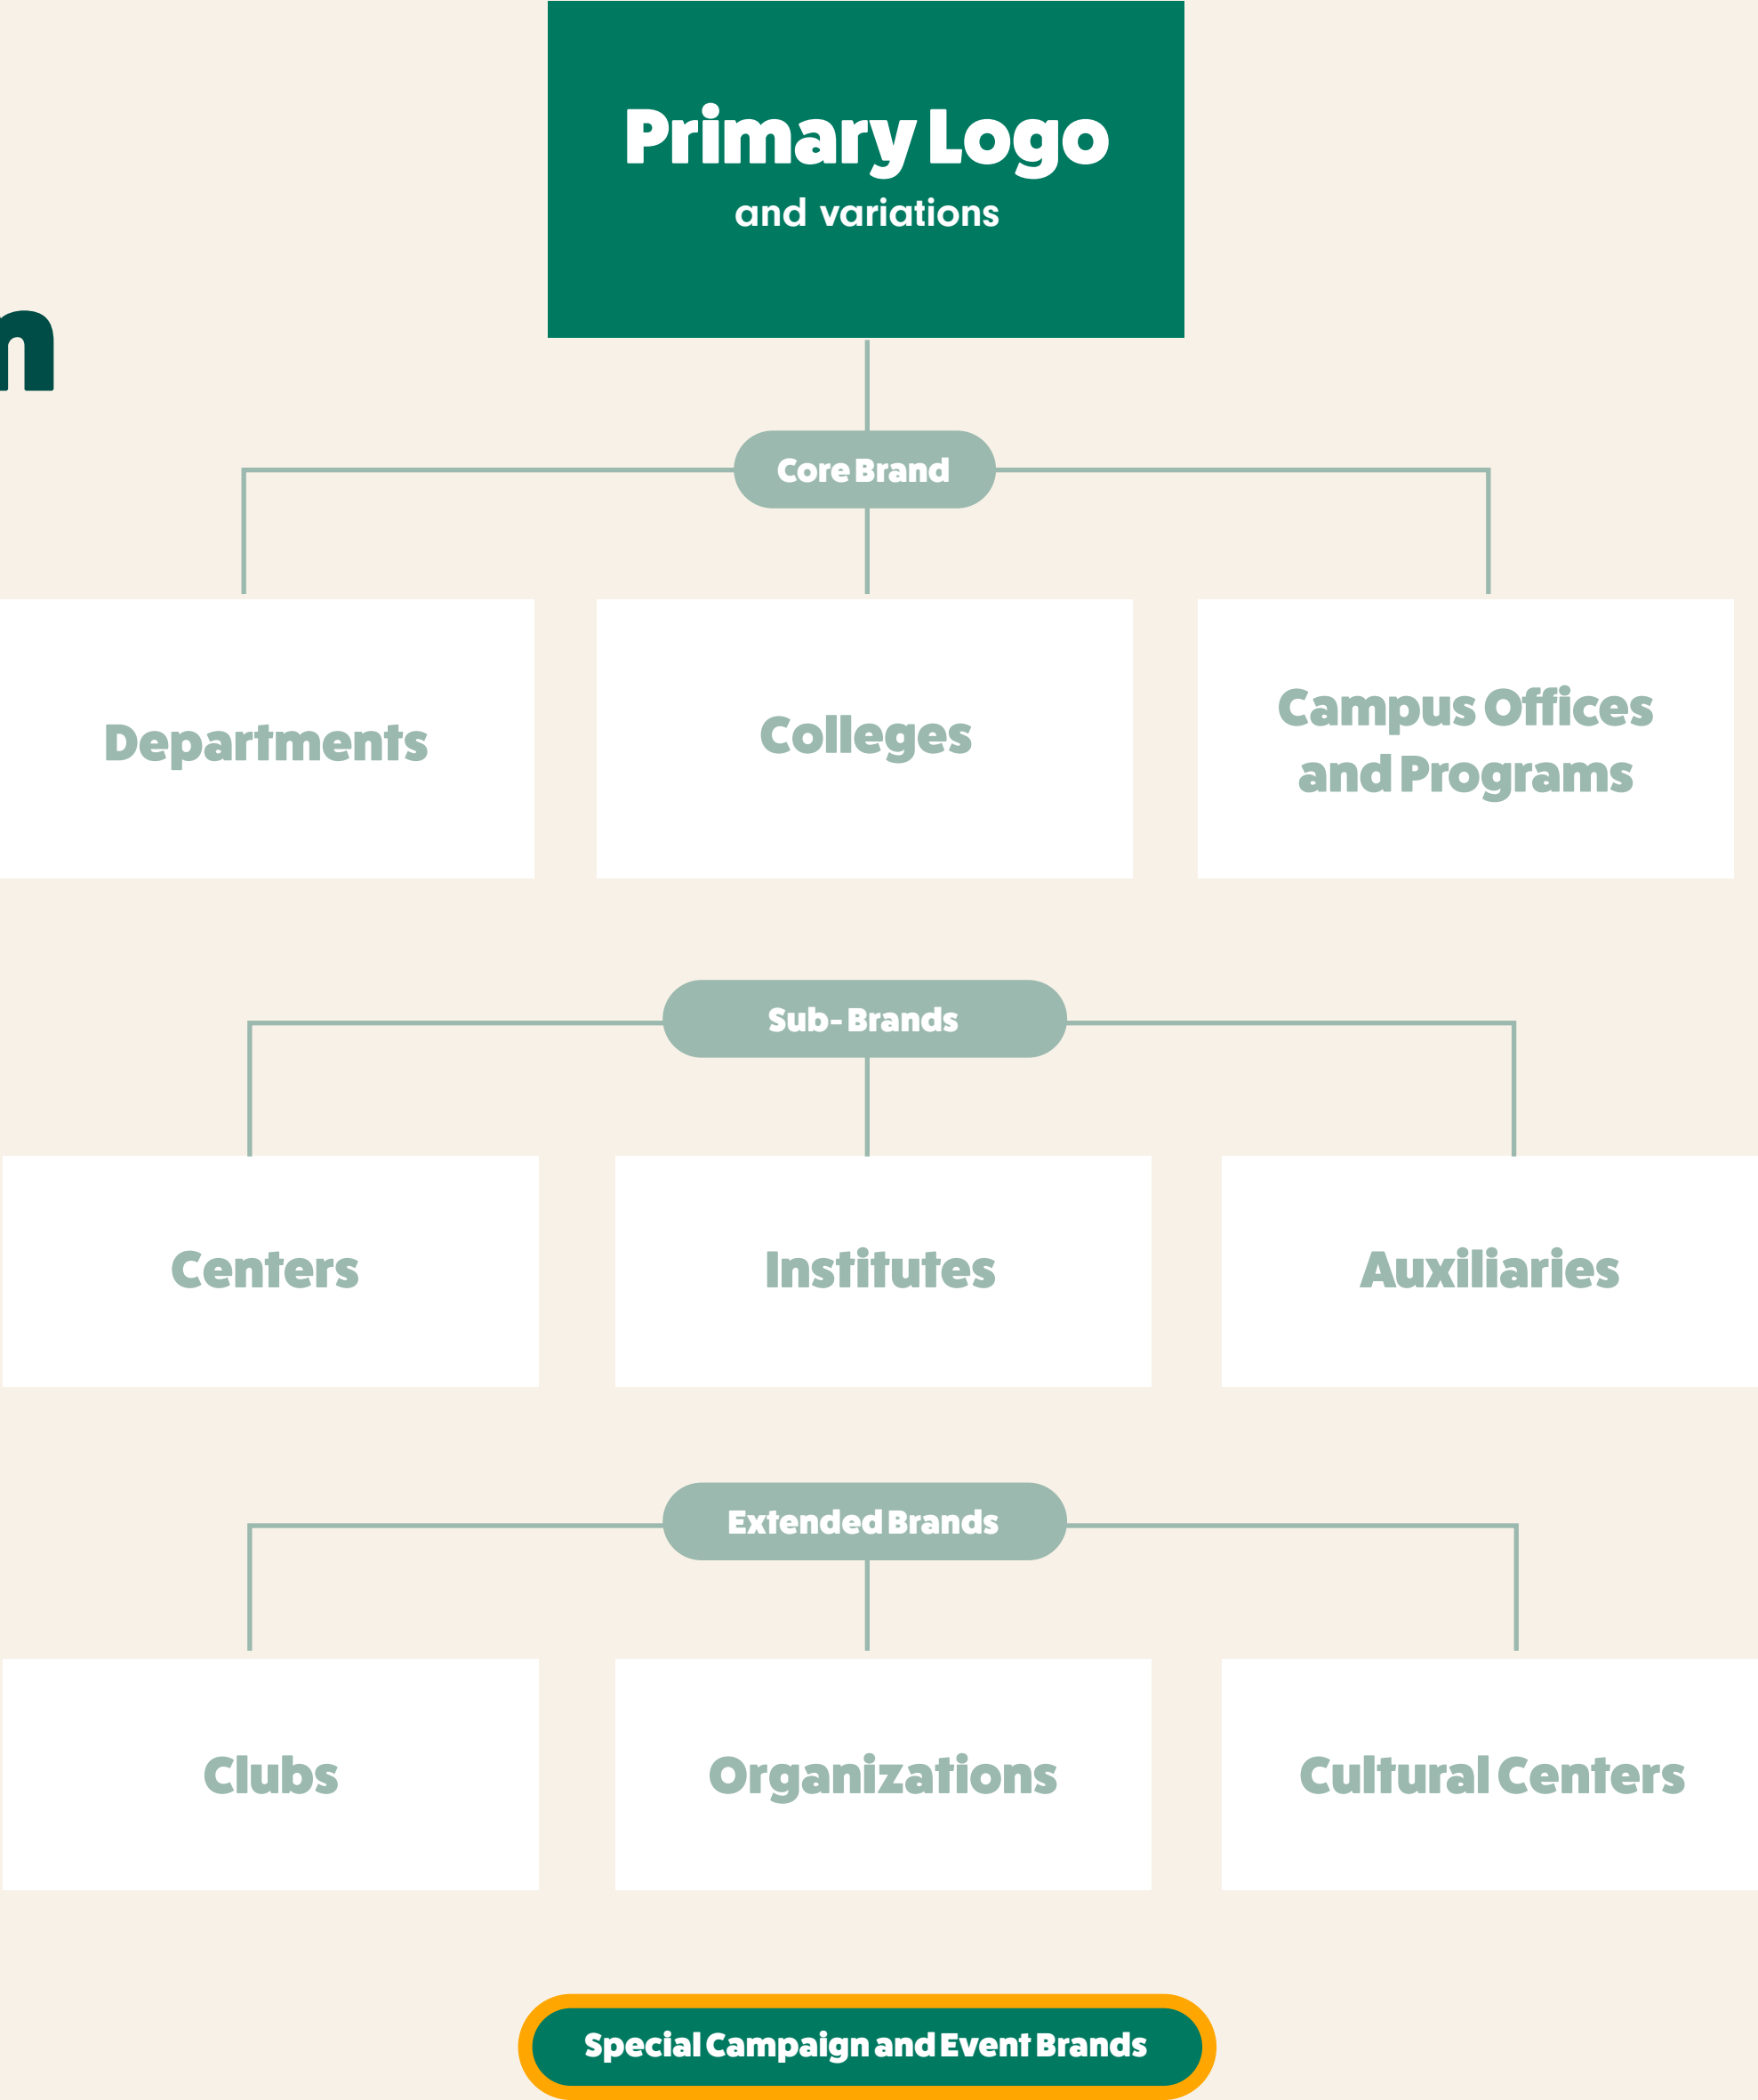 Primary Logo
and variations
n
Core Brand
Departments
Colleges
Campus Offices
and Programs
Sub- Brands
Centers
Institutes
Auxiliaries
Extended Brands
Clubs
Organizations
Cultural Centers
Special Campaign and Event Brands